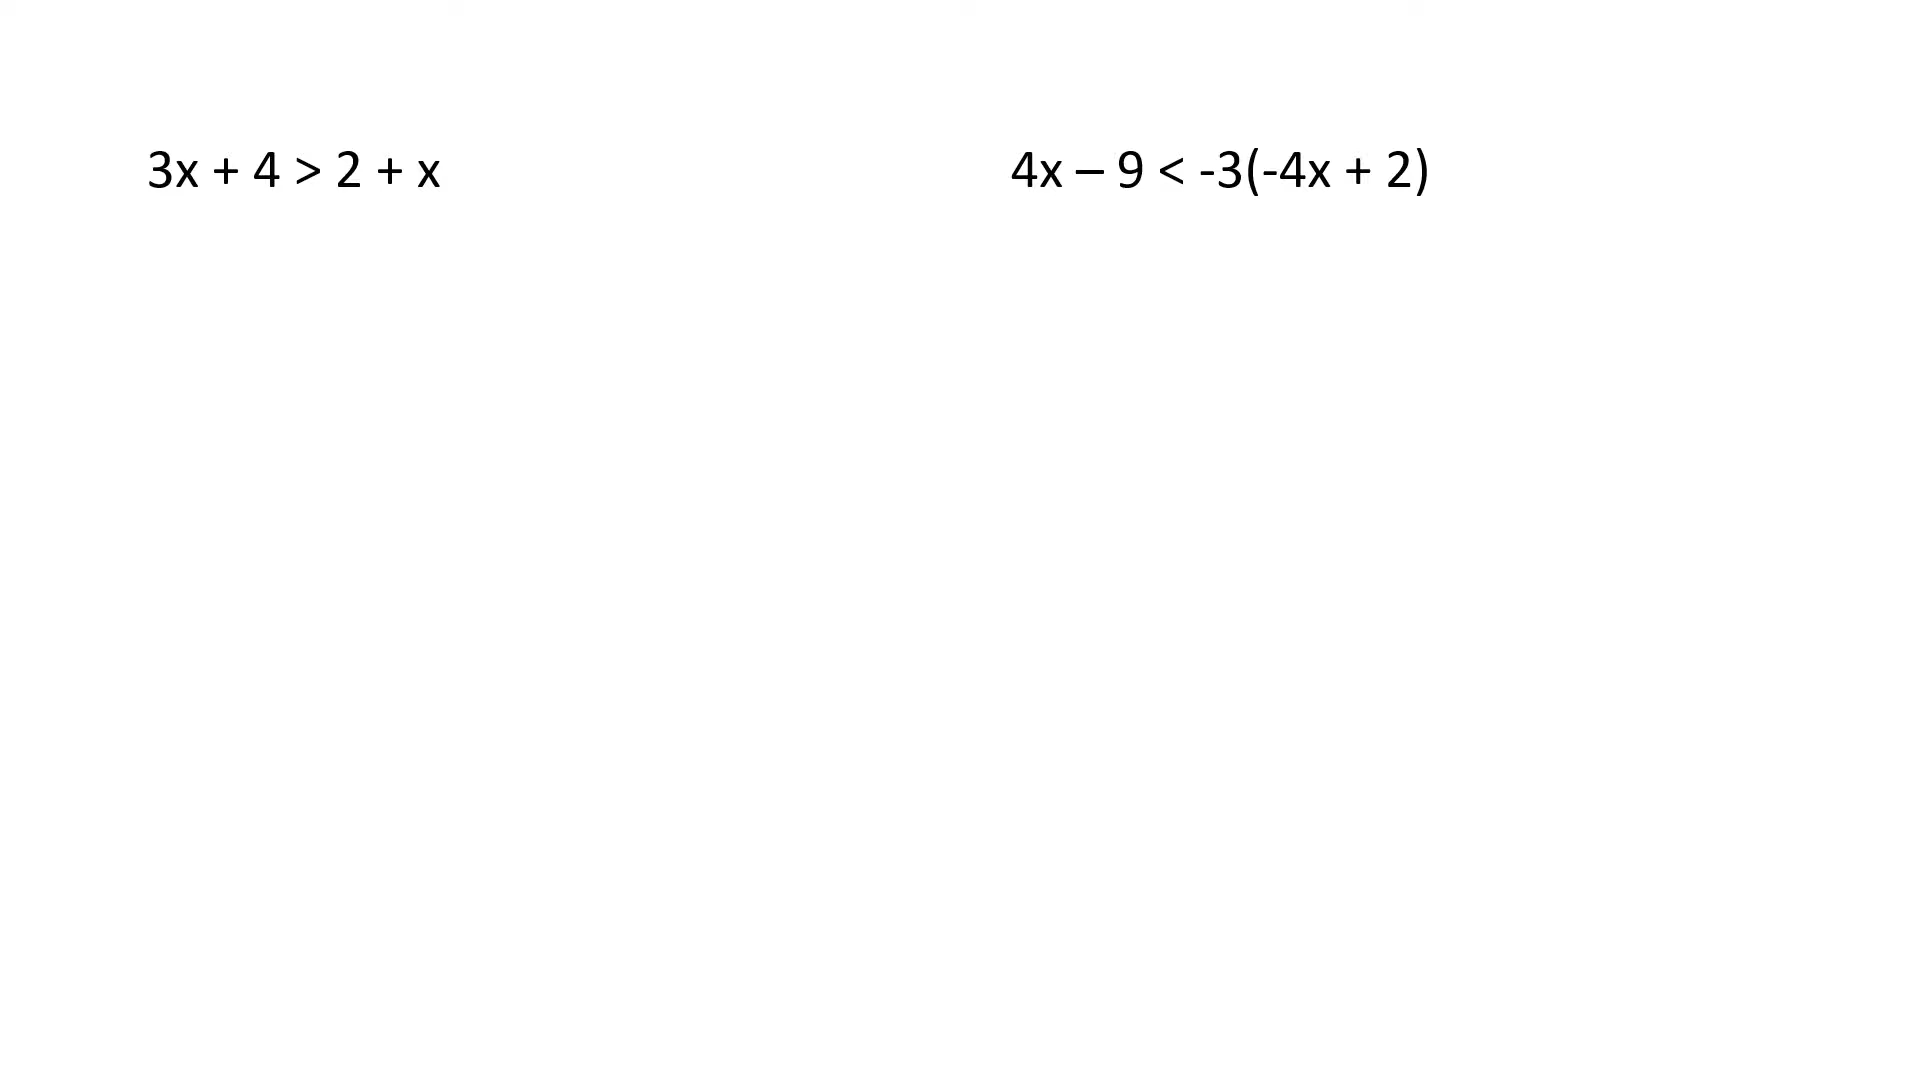 3x + 4 > 2 + x
4x – 9 < -3(-4x + 2)